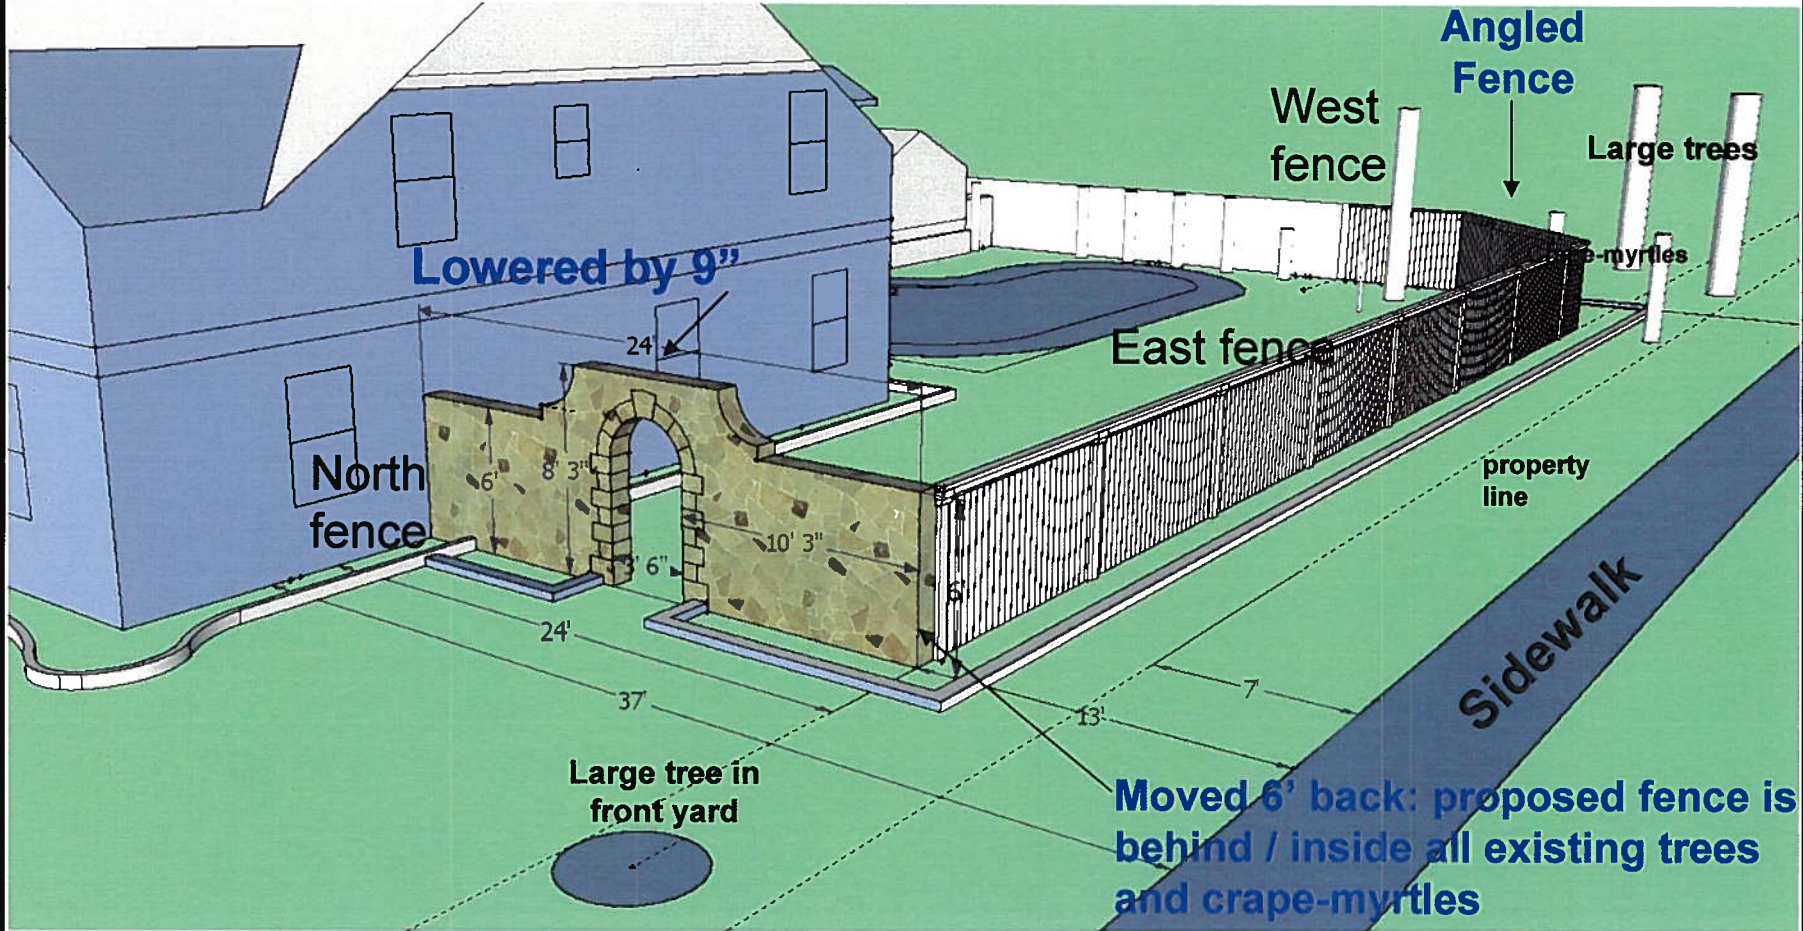 Angled
Fence
West
fence
Large trees
e-myrtles
Lowered by 9”
24'
East fence
North
fence
6'
8' 3"
10' 3"
6"
6'
property
line
24'
37'
7'
13'
Sidewalk
Large tree in
front yard
Moved 6’ back: proposed fence is
behind / inside all existing trees
and crape-myrtles